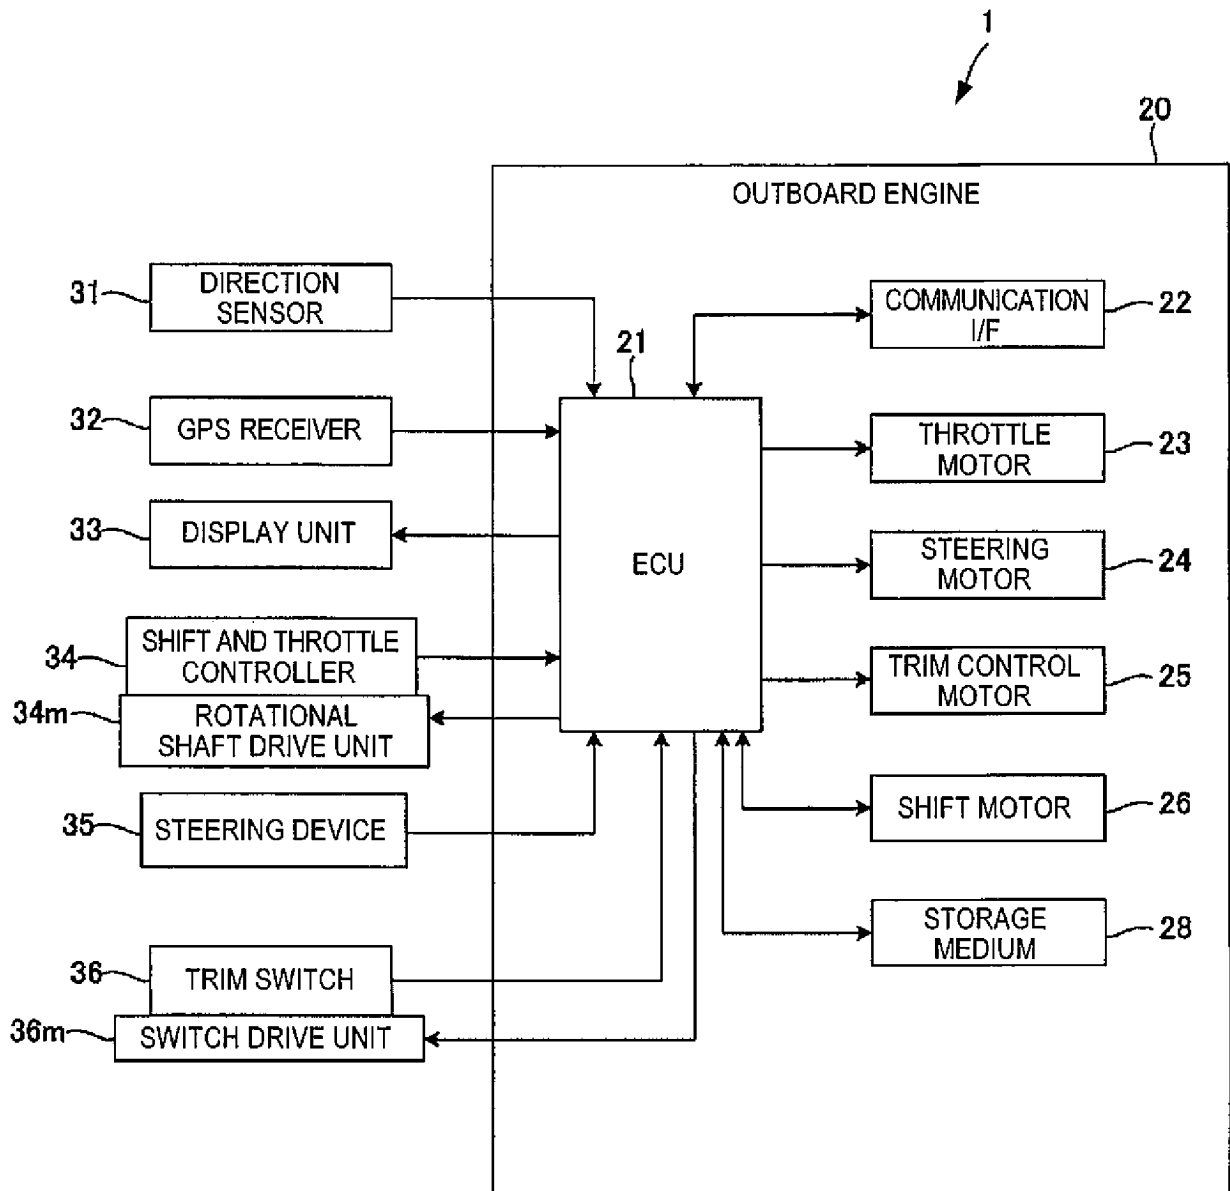 1
20
OUTBOARD ENGINE
31
DIRECTION
SENSOR
32
GPS RECEIVER
33
DISPLAY UNIT
34
SHIFT AND THROTTLE
CONTROLLER
34m
ROTATIONAL
SHAFT DRIVE UNIT
35
STEERING DEVICE
36
TRIM SWITCH
36m
SWITCH DRIVE UNIT
21
ECU
COMMUNICATION
I/F
22
THROTTLE
MOTOR
23
STEERING
MOTOR
24
TRIM CONTROL
MOTOR
25
SHIFT MOTOR
26
STORAGE
MEDIUM
28